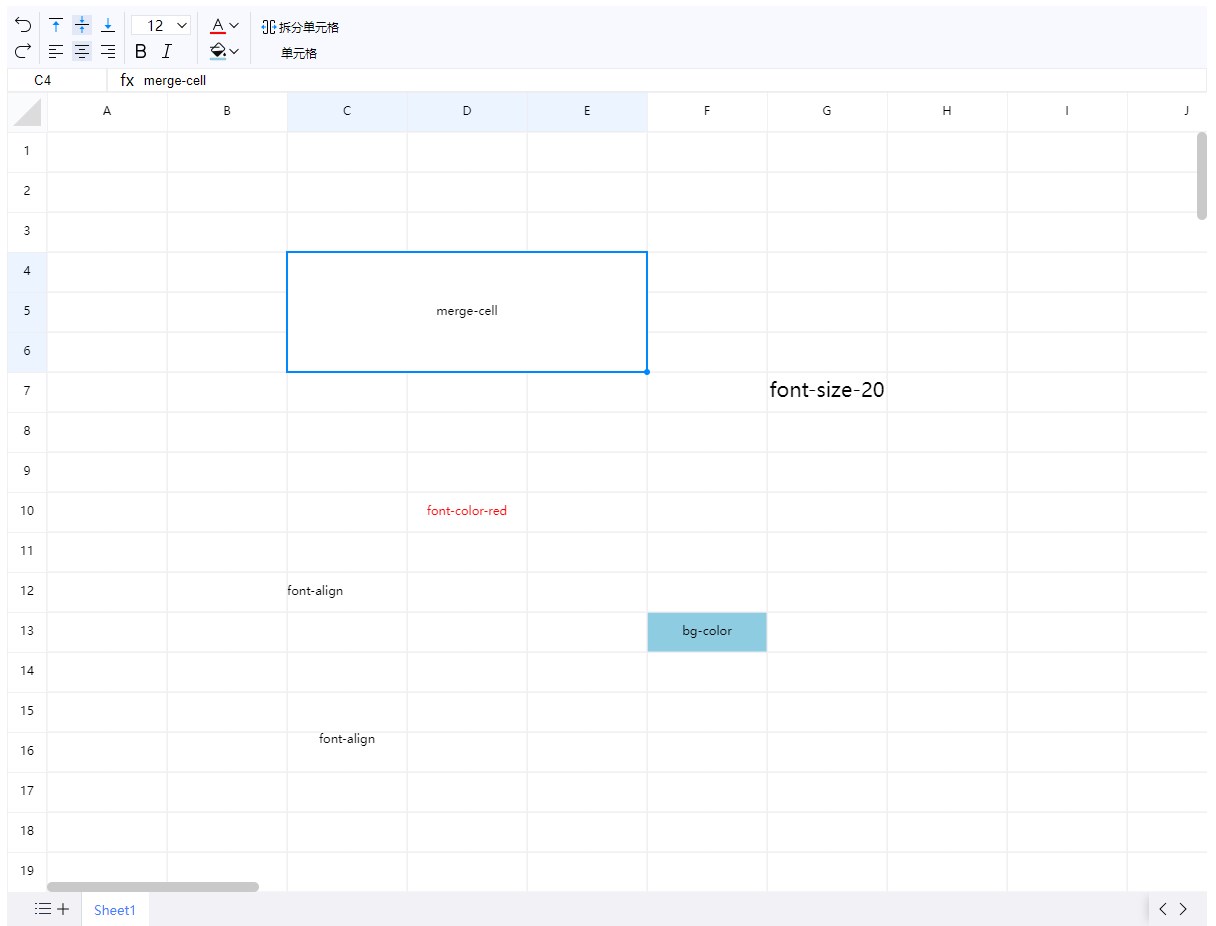 12 A 拆分单元格
B I 单元格
C4 fx merge-cell
A B C D E F G H I J
1
2
3
4
5 merge-cell
6
7 font-size-20
8
9
10 font-color-red
11
12 font-align
13 bg-color
14
15
16 font-align
17
18
19
Sheet1